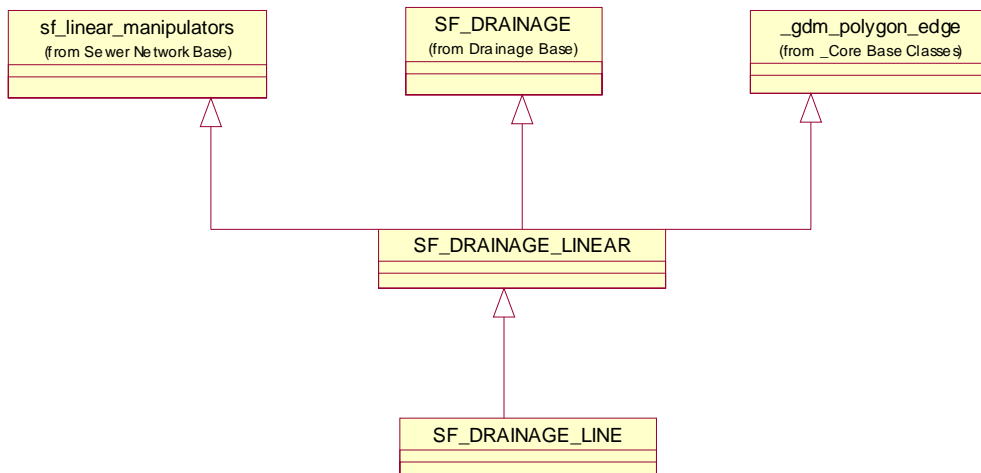 sf_linear_manipulators
(from Sewer Network Base)
SF_DRAINAGE
(from Drainage Base)
_gdm_polygon_edge
(from _Core Base Classes)
SF_DRAINAGE_LINEAR
SF_DRAINAGE_LINE